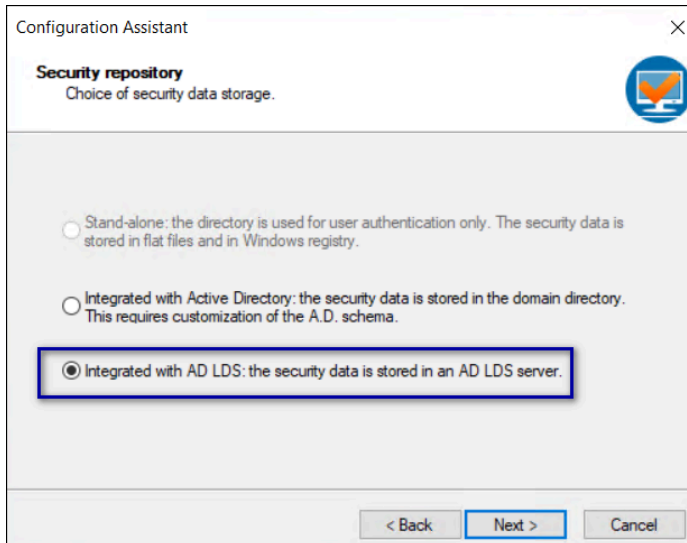 Configuration Assistant
Security repository
Choice of security data storage.
Stand-alone: the directory is used for user authentication only. The security data is
stored in flat files and in Windows registry.
Integrated with Active Directory: the security data is stored in the domain directory.
This requires customization of the A.D. schema.
Integrated with AD LDS: the security data is stored in an AD LDS server.
< Back Next > Cancel